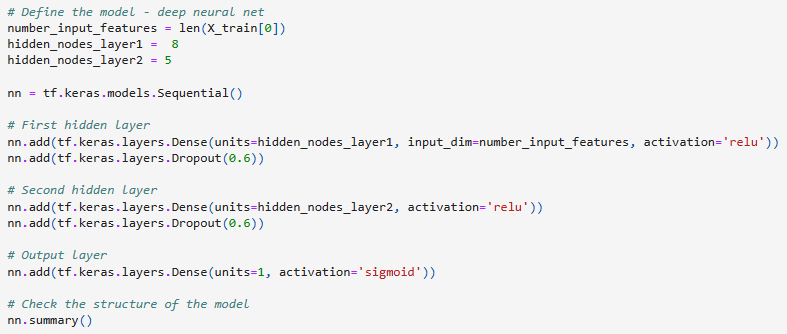 # Define the model - deep neural net
number_input_features = len(X_train[0])
hidden_nodes_layer1 =  8
hidden_nodes_layer2 = 5
nn = tf.keras.models.Sequential()
# First hidden layer
nn.add(tf.keras.layers.Dense(units=hidden_nodes_layer1, input_dim=number_input_features, activation='relu'))
nn.add(tf.keras.layers.Dropout(0.6))
# Second hidden layer
nn.add(tf.keras.layers.Dense(units=hidden_nodes_layer2, activation='relu'))
nn.add(tf.keras.layers.Dropout(0.6))
# Output layer
nn.add(tf.keras.layers.Dense(units=1, activation='sigmoid'))
# Check the structure of the model
nn.summary()